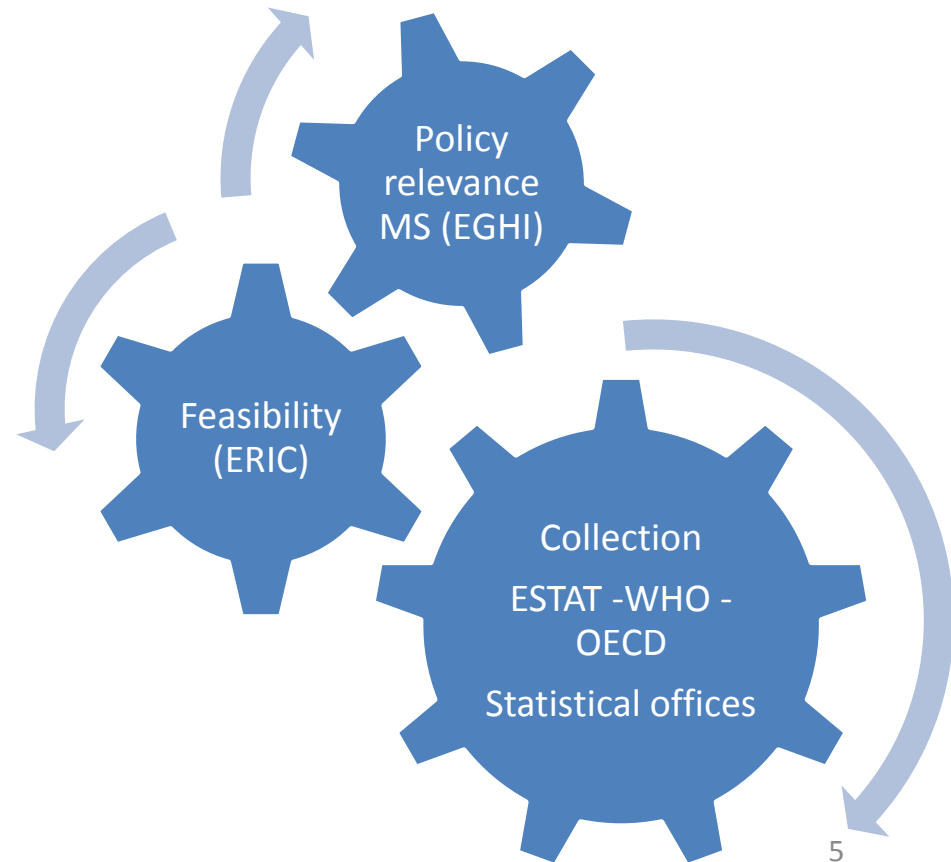 Policy
relevance
MS (EGHI)
Feasibility
(ERIC)
Collection
ESTAT -WHO -
OECD
Statistical offices
5